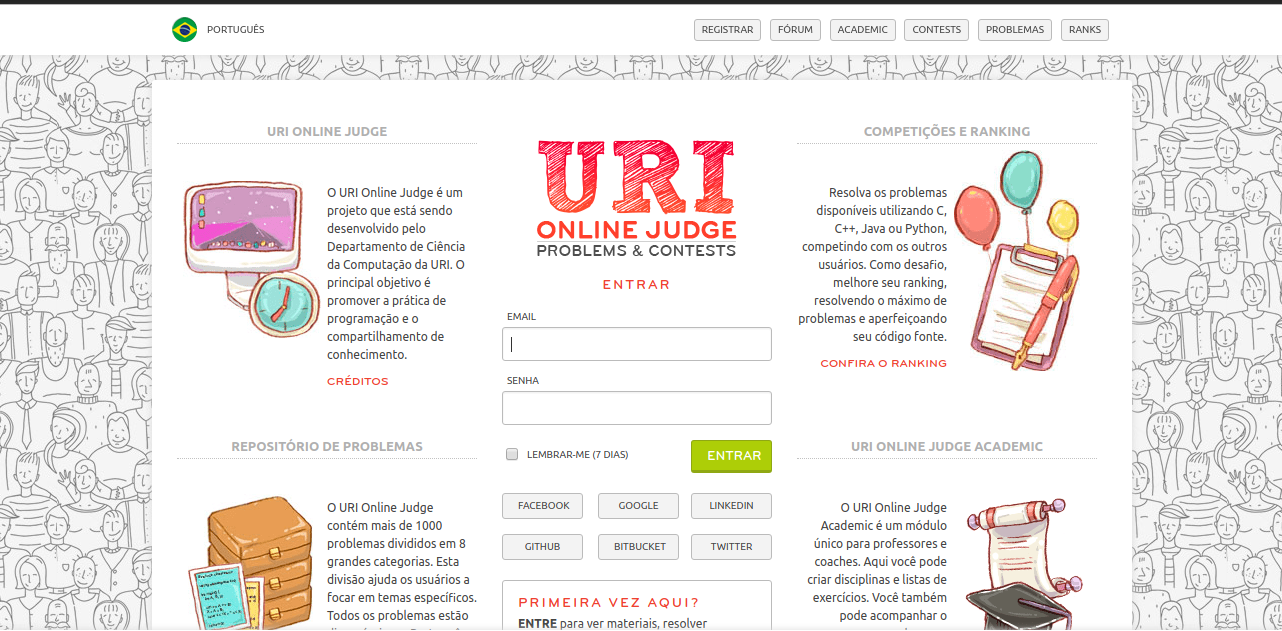 PORTUGUÊS
REGISTRAR
FÓRUM
ACADEMIC
CONTESTS
PROBLEMAS
RANKS
URI ONLINE JUDGE
O URI Online Judge é um
projeto que está sendo
desenvolvido pelo
Departamento de Ciência
da Computação da URI. O
principal objetivo é
promover a prática de
programação e o
compartilhamento de
conhecimento.
CRÉDITOS
REPOSITÓRIO DE PROBLEMAS
O URI Online Judge
contém mais de 1000
problemas divididos em 8
grandes categorias. Esta
divisão ajuda os usuários a
focar em temas específicos.
Todos os problemas estão
URI
ONLINE JUDGE
PROBLEMS & CONTESTS
ENTRAR
EMAIL
SENHA
LEMBRAR-ME (7 DIAS)
ENTRAR
FACEBOOK
GOOGLE
LINKEDIN
GITHUB
BITBUCKET
TWITTER
PRIMEIRA VEZ AQUI?
ENTRE para ver materiais, resolver
COMPETIÇÕES E RANKING
Resolva os problemas
disponíveis utilizando C,
C++, Java ou Python,
competindo com os outros
usuários. Como desafio,
melhore seu ranking,
resolvendo o máximo de
problemas e aperfeiçoando
seu código fonte.
CONFIRA O RANKING
URI ONLINE JUDGE ACADEMIC
O URI Online Judge
Academic é um módulo
único para professores e
coaches. Aqui você pode
criar disciplinas e listas de
exercícios. Você também
pode acompanhar o